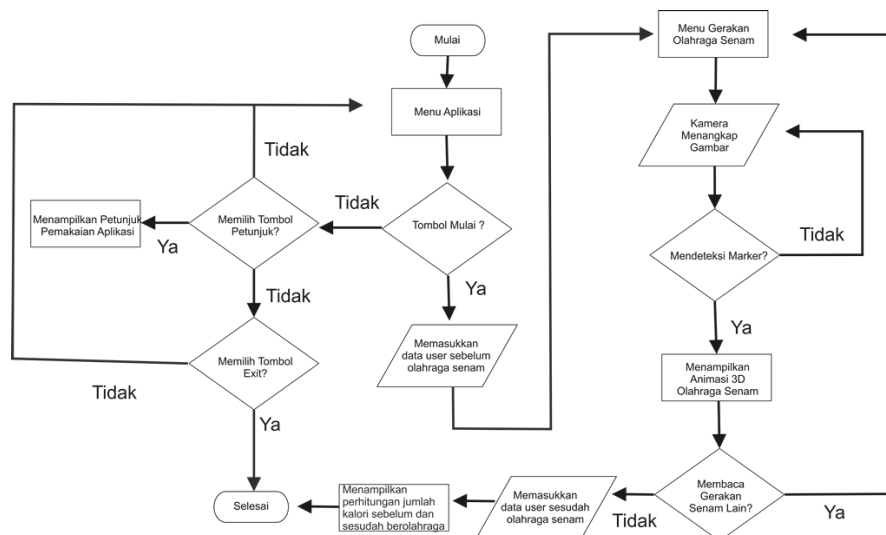 Mulai
Menu Aplikasi
Tombol Mulai ?
Tidak
Ya
Memilih Tombol
Petunjuk?
Tidak
Ya
Menampilkan Petunjuk
Pemakaian Aplikasi
Tidak
Memilih Tombol
Exit?
Tidak
Ya
Memasukkan
data user sebelum
olahraga senam
Menu Gerakan
Olahraga Senam
Kamera
Menangkap
Gambar
Mendeteksi Marker?
Tidak
Ya
Menampilkan
Animasi 3D
Olahraga Senam
Membaca
Gerakan
Senam Lain?
Ya
Tidak
Memasukkan
data user sesudah
olahraga senam
Menampilkan
perhitungan jumlah
kalori sebelum dan
sesudah berolahraga
Selesai